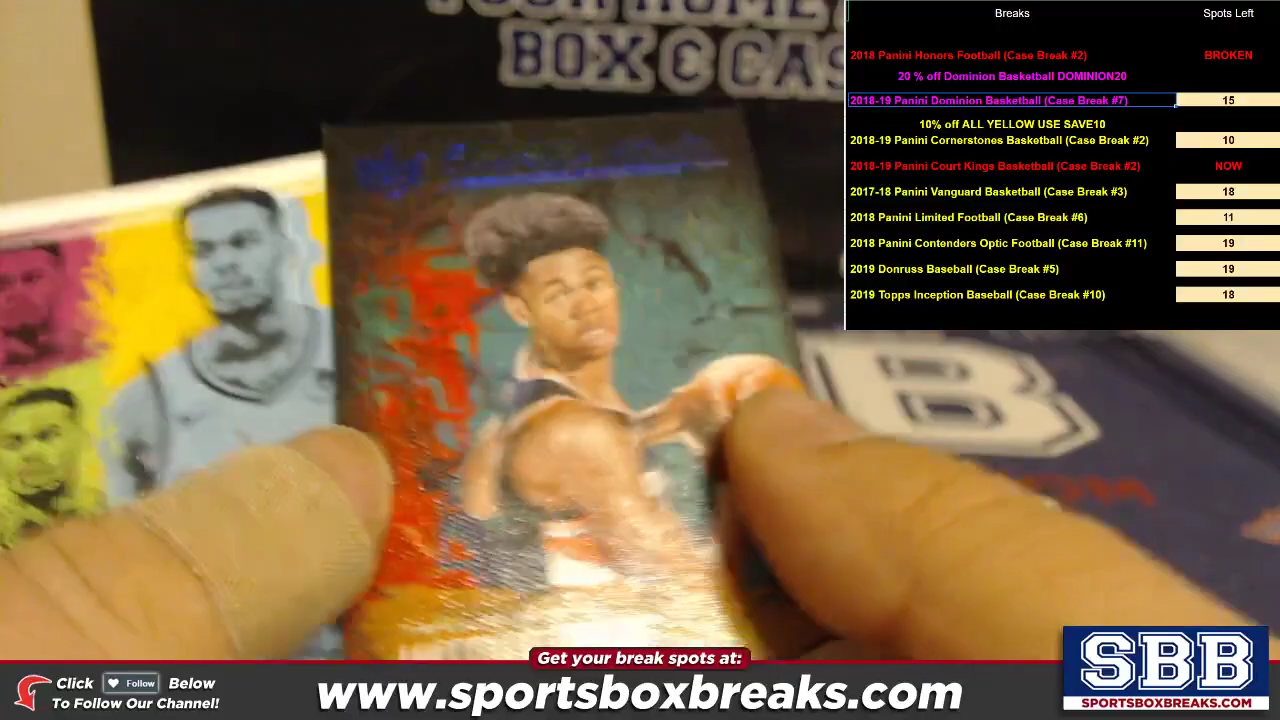 BOX & CAS
B
Breaks Spots Left
2018 Panini Honors Football (Case Break #2) BROKEN
20 % off Dominion Basketball DOMINION20
2018-19 Panini Dominion Basketball (Case Break #7) 15
10% off ALL YELLOW USE SAVE10
2018-19 Panini Cornerstones Basketball (Case Break #2) 10
2018-19 Panini Court Kings Basketball (Case Break #2) NOW
2017-18 Panini Vanguard Basketball (Case Break #3) 18
2018 Panini Limited Football (Case Break #6) 11
2018 Panini Contenders Optic Football (Case Break #11) 19
2019 Donruss Baseball (Case Break #5) 19
2019 Topps Inception Baseball (Case Break #10) 18
Get your break spots at:
Click Follow Below
To Follow Our Channel!
www.sportsboxbreaks.com
SBB
SPORTSBOXBREAKS.COM